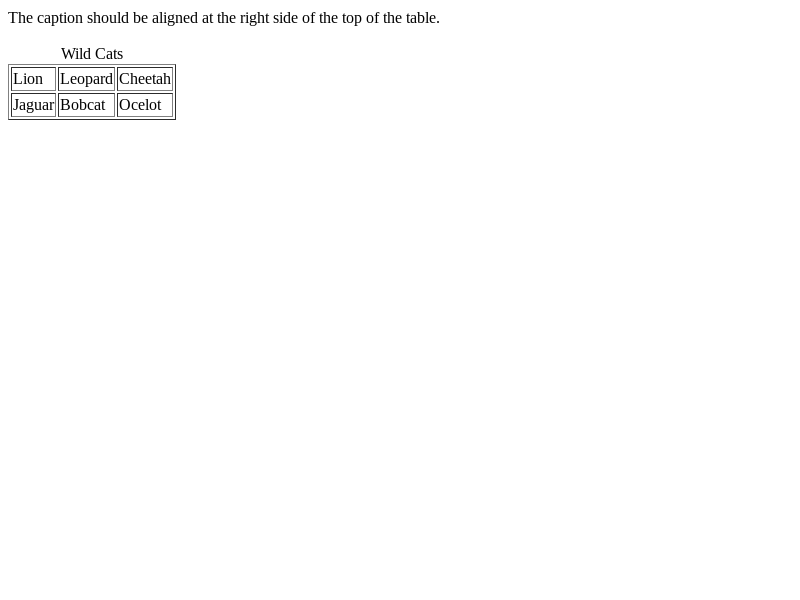 The caption should be aligned at the right side of the top of the table.
Wild Cats
Lion Leopard Cheetah
Jaguar Bobcat Ocelot